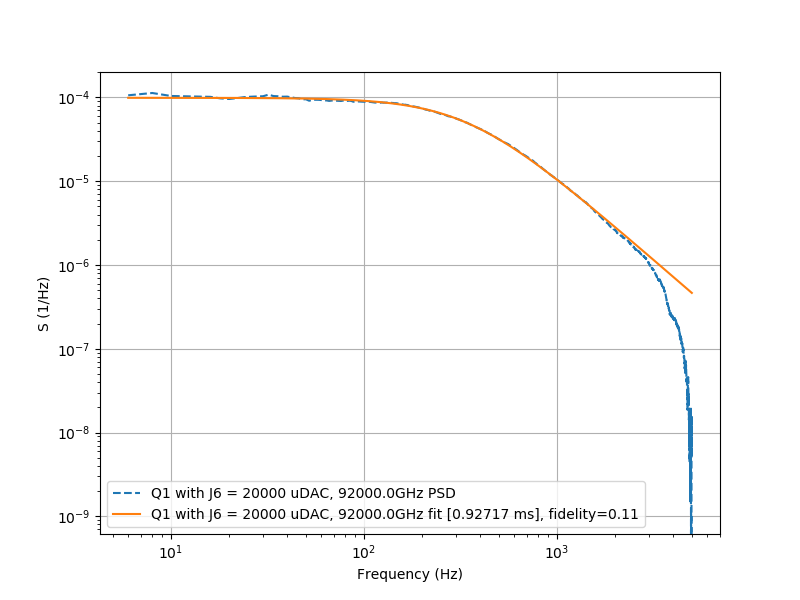 10⁻⁴
10⁻⁵
10⁻⁶
10⁻⁷
10⁻⁸
10⁻⁹
S (1/Hz)
Q1 with J6 = 20000 uDAC, 92000.0GHz PSD
Q1 with J6 = 20000 uDAC, 92000.0GHz fit [0.92717 ms], fidelity=0.11
10¹ 10² 10³
Frequency (Hz)